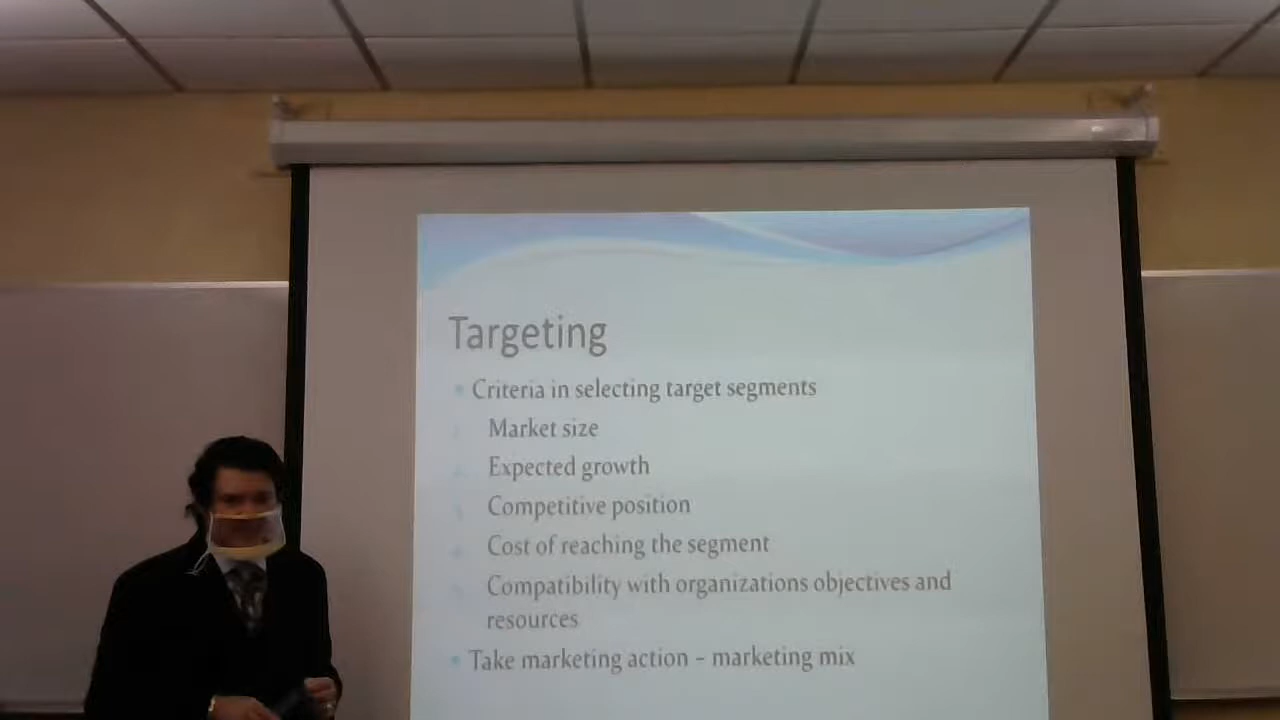 Targeting
Criteria in selecting target segments
Market size
Expected growth
Competitive position
Cost of reaching the segment
Compatibility with organizations objectives and
resources
Take marketing action – marketing mix